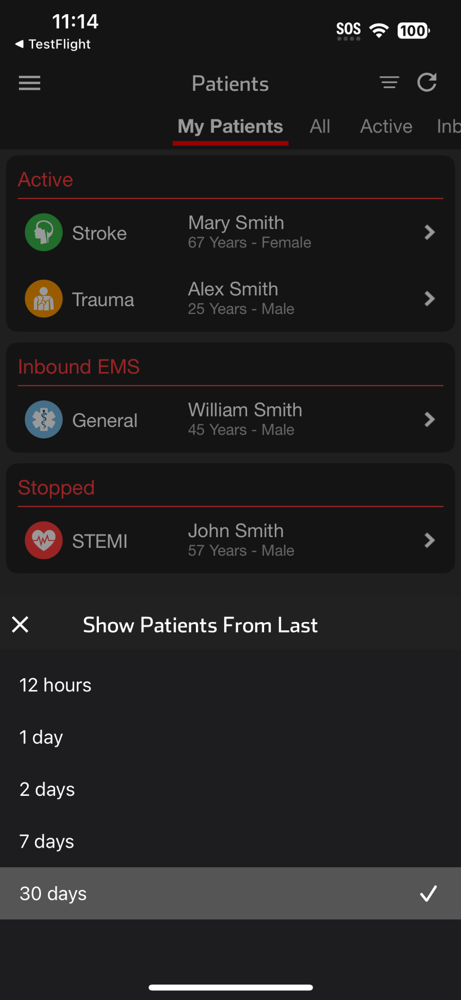 11:14
SOS
100
◀ TestFlight
Patients
My Patients All Active Inb
Active
Stroke
Mary Smith
67 Years - Female
Trauma
Alex Smith
25 Years - Male
Inbound EMS
General
William Smith
45 Years - Male
Stopped
STEMI
John Smith
57 Years - Male
Show Patients From Last
12 hours
1 day
2 days
7 days
30 days